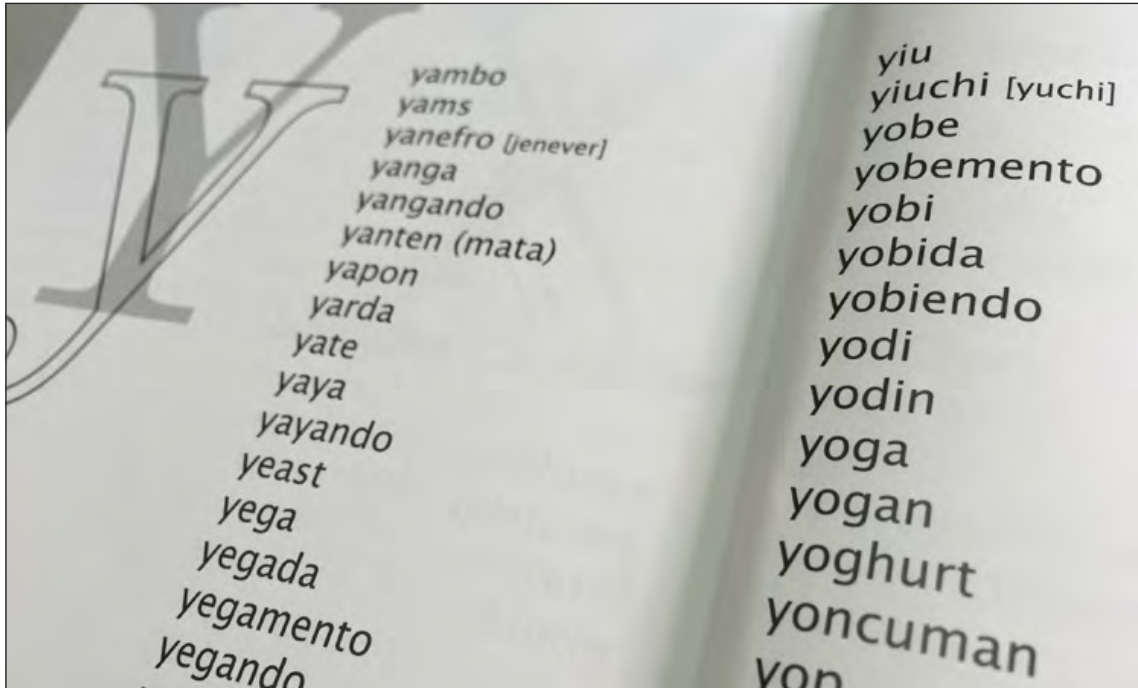 y
yambo
yams
yanefro [jenever]
yanga
yangando
yanten (mata)
yapon
yarda
yate
yaya
yayando
yeast
yega
yegada
yegamento
yegando
yiu
yiuchi [yuchi]
yobe
yobemento
yobi
yobida
yobiendo
yodi
yodin
yoga
yogan
yoghurt
yoncuman
yop